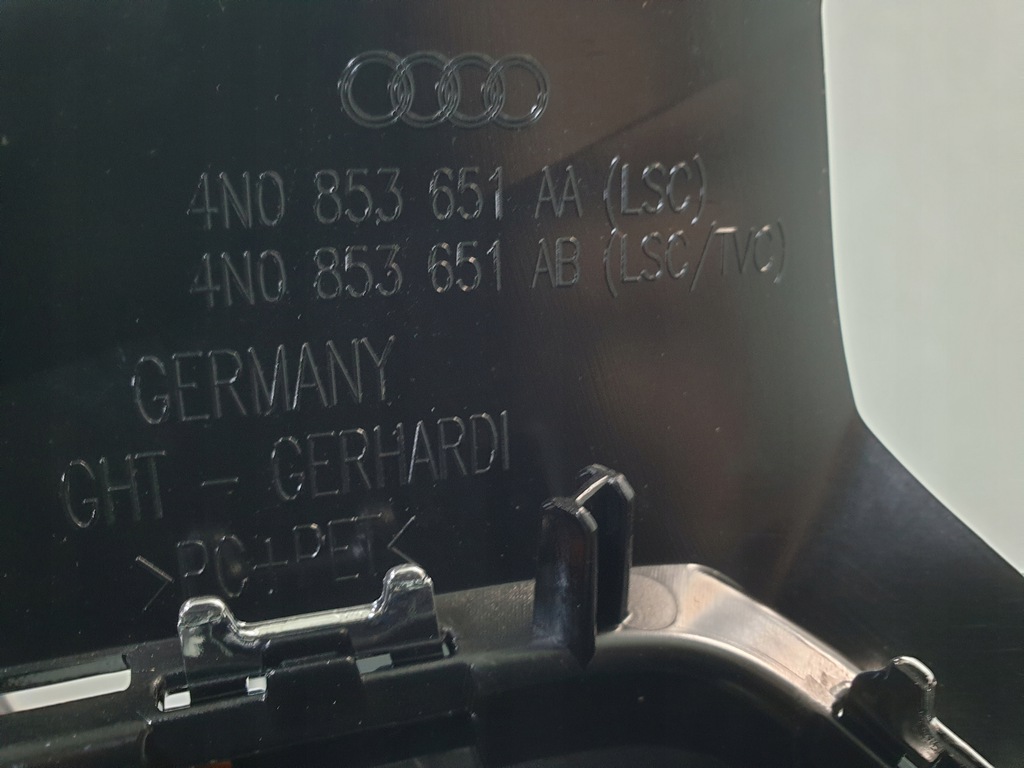 4N0 853 651 AA (LSC)
4N0 853 651 AB (LSC/TVC)
GERMANY
GHT - GERHARDI
>PC+PET<